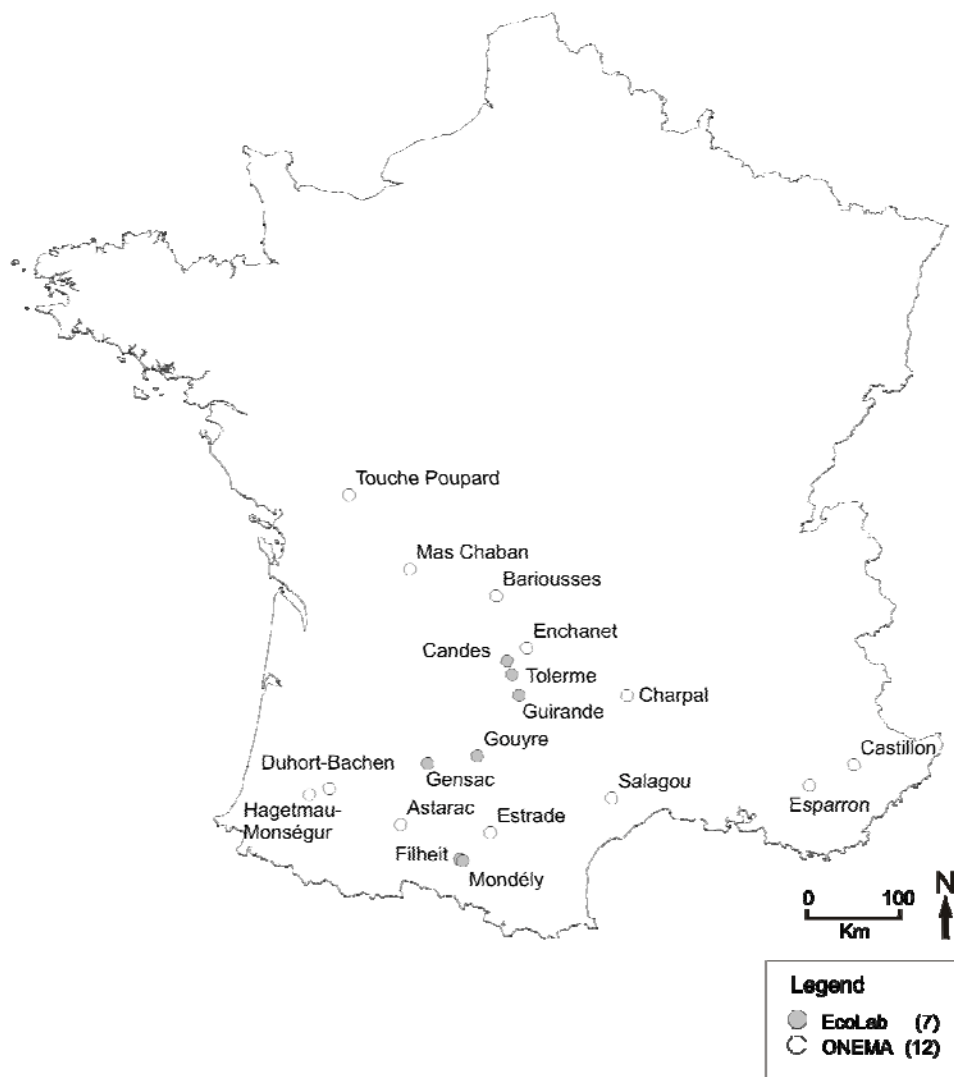 Touche Poupard
Mas Chaban
Bariousses
Enchanet
Candes
Tolerme
Charpal
Guirande
Gouyre
Castillon
Duhort-Bachen
Gensac
Salagou
Esparron
Hagetmau-
Monségur
Astarac
Estrade
Filheit
Mondély
N
0 100
Km
Legend
EcoLab (7)
ONEMA (12)